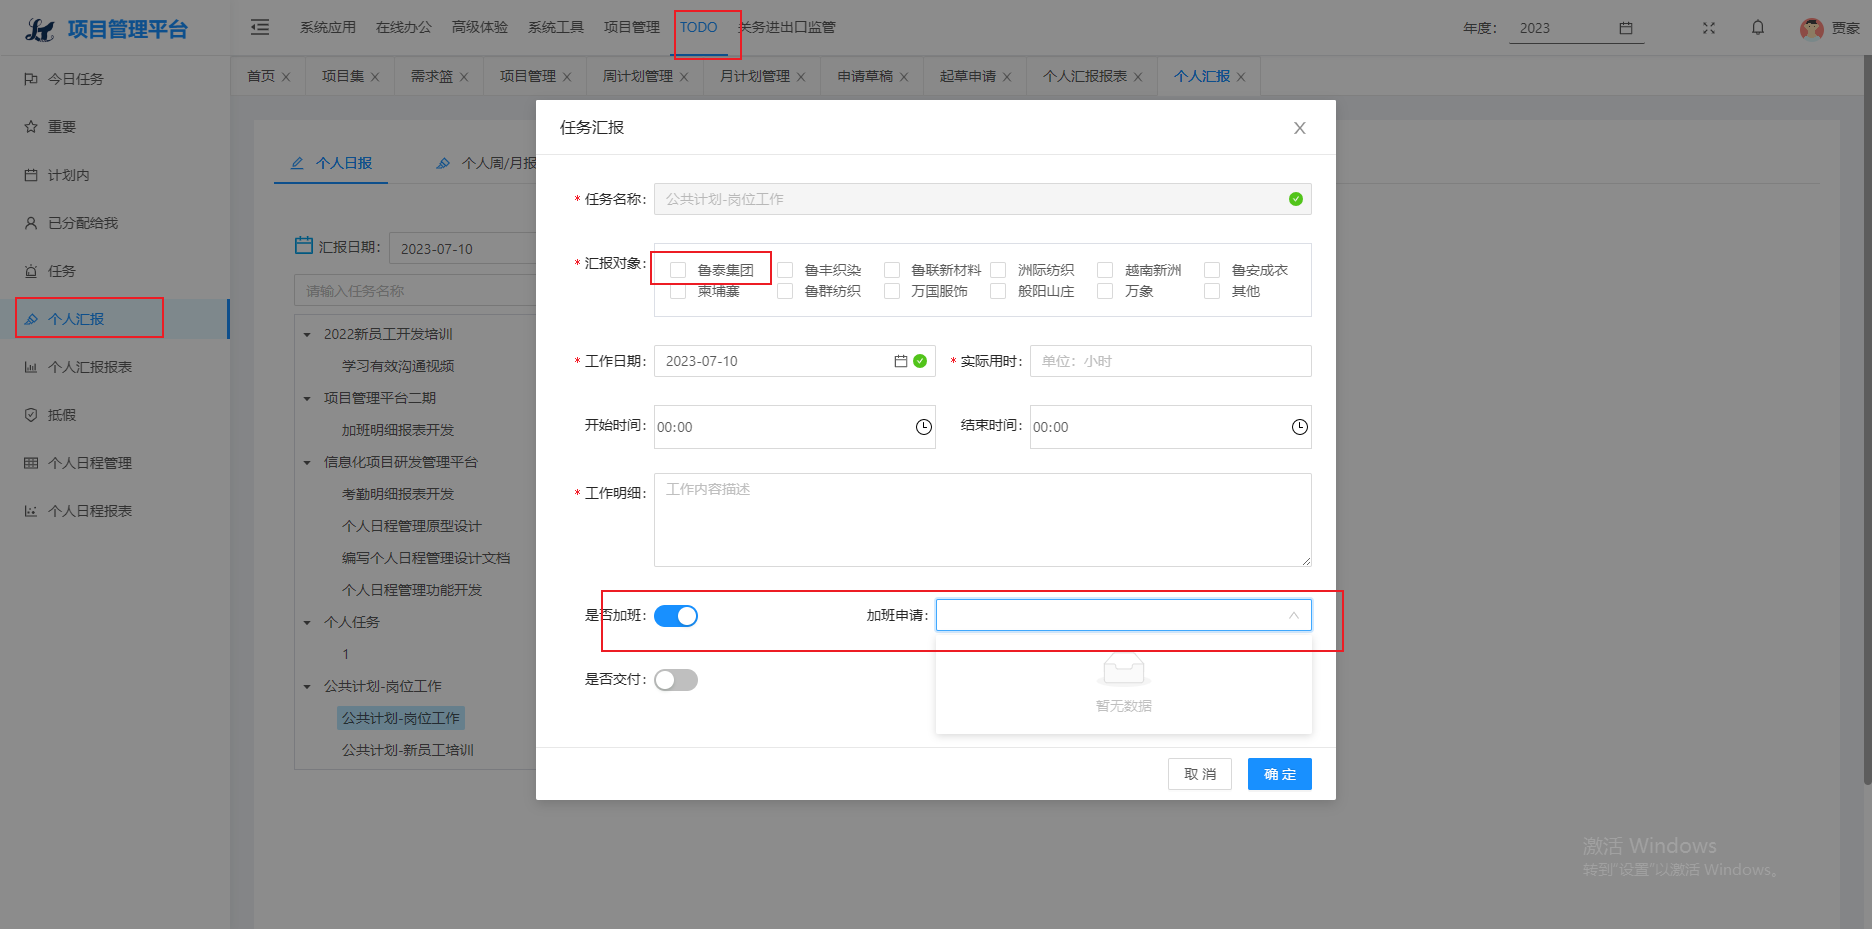 项目管理平台
系统应用 在线办公 高级体验 系统工具 项目管理 TODO 关务进出口监管 年度： 2023 贾豪
首页 项目集 需求篮 项目管理 周计划管理 月计划管理 申请草稿 起草申请 个人汇报报表 个人汇报
今日任务
重要
计划内
已分配给我
任务
个人汇报
个人汇报报表
抵假
个人日程管理
个人日程报表
个人日报 个人周/月报
汇报日期： 2023-07-10
请输入任务名称
2022新员工开发培训
学习有效沟通视频
项目管理平台二期
加班明细报表开发
信息化项目研发管理平台
考勤明细报表开发
个人日程管理原型设计
编写个人日程管理设计文档
个人日程管理功能开发
个人任务
1
公共计划-岗位工作
公共计划-岗位工作
公共计划-新员工培训
任务汇报
* 任务名称： 公共计划-岗位工作
* 汇报对象： 鲁泰集团 鲁丰织染 鲁联新材料 洲际纺织 越南新洲 鲁安成衣
柬埔寨 鲁群纺织 万国服饰 般阳山庄 万象 其他
* 工作日期： 2023-07-10 * 实际用时： 单位：小时
开始时间： 00:00 结束时间： 00:00
* 工作明细： 工作内容描述
是否加班： 加班申请：
是否交付：
暂无数据
取 消 确 定
激活 Windows
转到"设置"以激活 Windows。